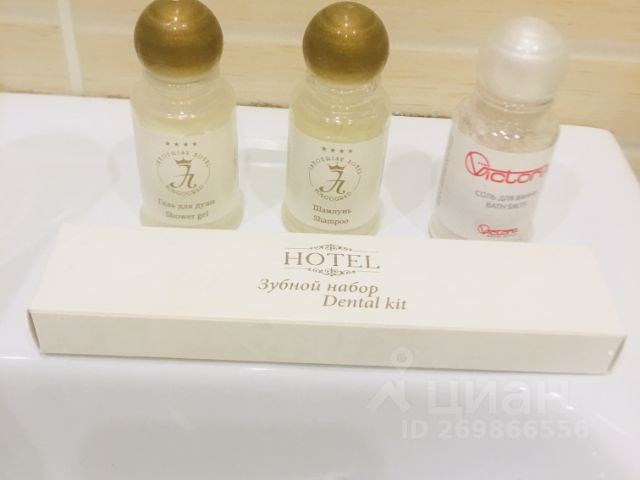 Гель для душа
Shower gel
Шампунь
Shampoo
Victoria
СОЛЬ ДЛЯ ВАННЫ
BATH SALTS
HOTEL
Зубной набор
Dental kit
циан
ID 269866556